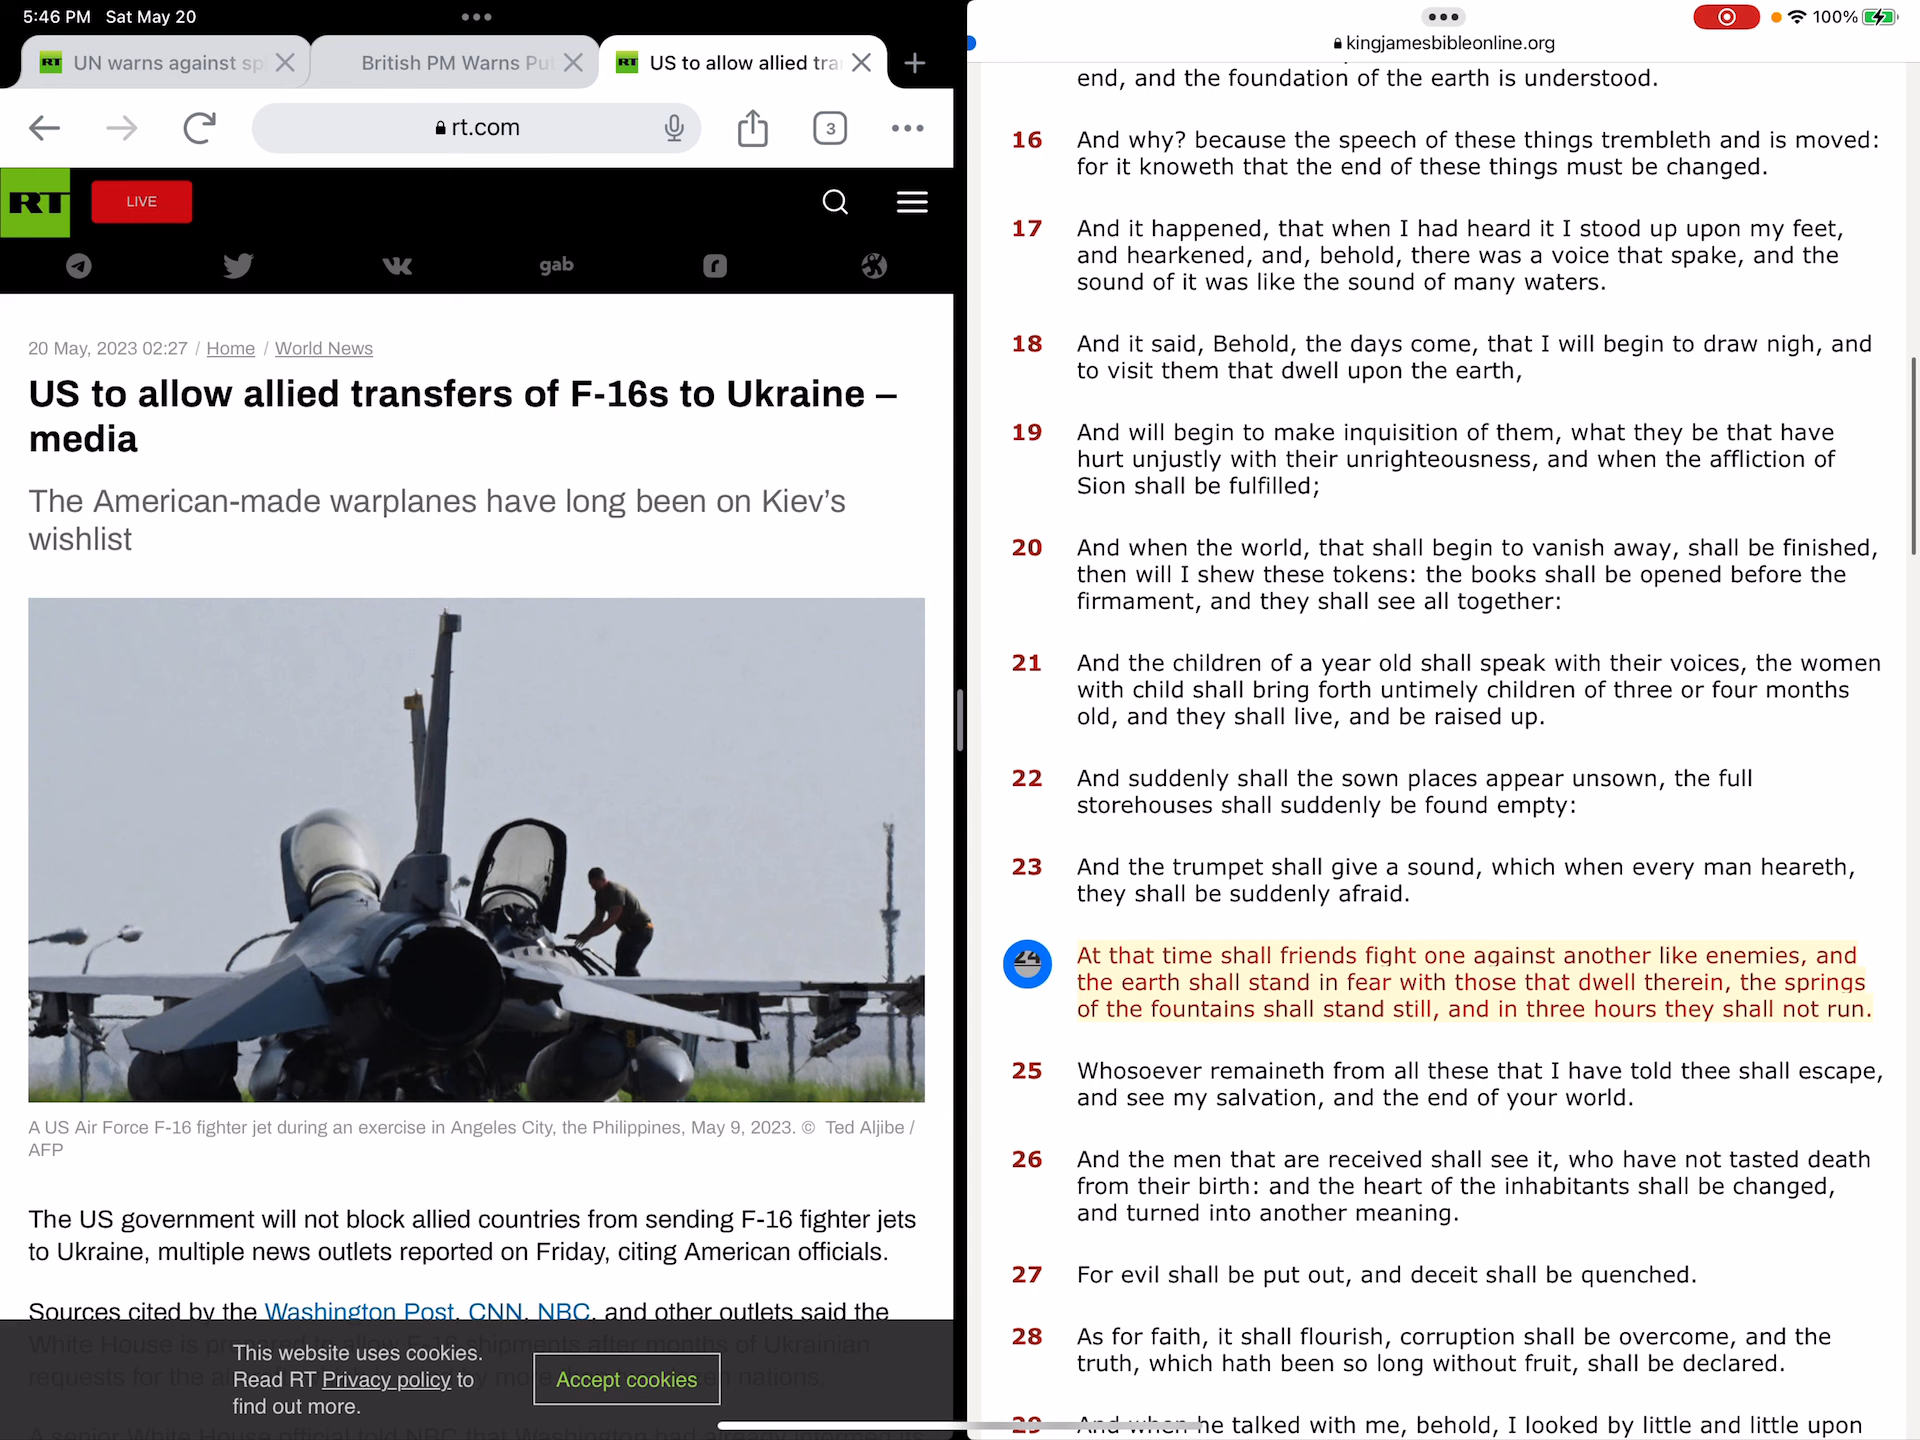 5:46 PM Sat May 20
UN warns against sp
British PM Warns Pu
US to allow allied tra
rt.com
3
RT
LIVE
gab
20 May, 2023 02:27 / Home / World News
US to allow allied transfers of F-16s to Ukraine –
media
The American-made warplanes have long been on Kiev’s
wishlist
A US Air Force F-16 fighter jet during an exercise in Angeles City, the Philippines, May 9, 2023. © Ted Aljibe /
AFP
The US government will not block allied countries from sending F-16 fighter jets
to Ukraine, multiple news outlets reported on Friday, citing American officials.
Sources cited by the Washington Post, CNN, NBC, and other outlets said the
White House is prepared to allow F-16 shipments after months of Ukrainian
This website uses cookies.
Read RT Privacy policy to
find out more.
Accept cookies
100%
kingjamesbibleonline.org
end, and the foundation of the earth is understood.
16 And why? because the speech of these things trembleth and is moved:
for it knoweth that the end of these things must be changed.
17 And it happened, that when I had heard it I stood up upon my feet,
and hearkened, and, behold, there was a voice that spake, and the
sound of it was like the sound of many waters.
18 And it said, Behold, the days come, that I will begin to draw nigh, and
to visit them that dwell upon the earth,
19 And will begin to make inquisition of them, what they be that have
hurt unjustly with their unrighteousness, and when the affliction of
Sion shall be fulfilled;
20 And when the world, that shall begin to vanish away, shall be finished,
then will I shew these tokens: the books shall be opened before the
firmament, and they shall see all together:
21 And the children of a year old shall speak with their voices, the women
with child shall bring forth untimely children of three or four months
old, and they shall live, and be raised up.
22 And suddenly shall the sown places appear unsown, the full
storehouses shall suddenly be found empty:
23 And the trumpet shall give a sound, which when every man heareth,
they shall be suddenly afraid.
24 At that time shall friends fight one against another like enemies, and
the earth shall stand in fear with those that dwell therein, the springs
of the fountains shall stand still, and in three hours they shall not run.
25 Whosoever remaineth from all these that I have told thee shall escape,
and see my salvation, and the end of your world.
26 And the men that are received shall see it, who have not tasted death
from their birth: and the heart of the inhabitants shall be changed,
and turned into another meaning.
27 For evil shall be put out, and deceit shall be quenched.
28 As for faith, it shall flourish, corruption shall be overcome, and the
truth, which hath been so long without fruit, shall be declared.
29 And when he talked with me, behold, I looked by little and little upon